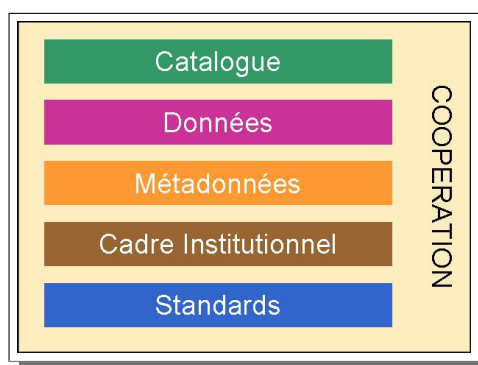 Catalogue
Données
Métadonnées
Cadre Institutionnel
Standards
COOPERATION